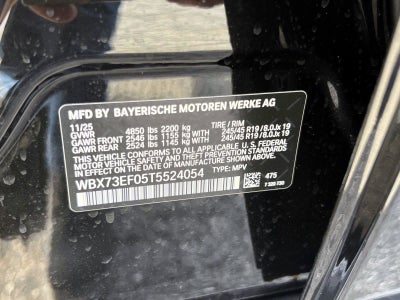 MFD BY BAYERISCHE MOTOREN WERKE AG
11/25 TIRE / RIM
GVWR 4850 lbs 2200 kg
GAWR FRONT 2546 lbs 1155 kg WITH 245/45 R19 / 8.0Jx 19
GAWR REAR 2524 lbs 1145 kg WITH 245/45 R19 / 8.0Jx 19
THIS VEHICLE CONFORMS TO ALL APPLICABLE U.S. FEDERAL
MOTOR VEHICLE SAFETY, BUMPER AND THEFT PREVENTION STANDARDS
IN EFFECT ON THE DATE OF MANUFACTURE SHOWN ABOVE.
WBX73EF05T5524054 TYPE: MPV
475